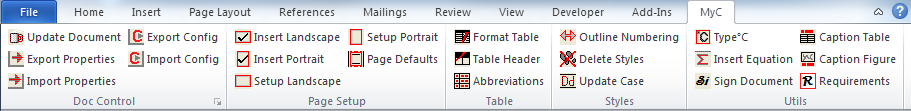 File Home Insert Page Layout References Mailings Review View Developer Add-Ins MyC
Update Document Export Config Insert Landscape Setup Portrait Format Table Outline Numbering Type°C Caption Table
Export Properties Import Config Insert Portrait Page Defaults Table Header Delete Styles Insert Equation Caption Figure
Import Properties Setup Landscape Abbreviations Update Case Sign Document Requirements
Doc Control Page Setup Table Styles Utils